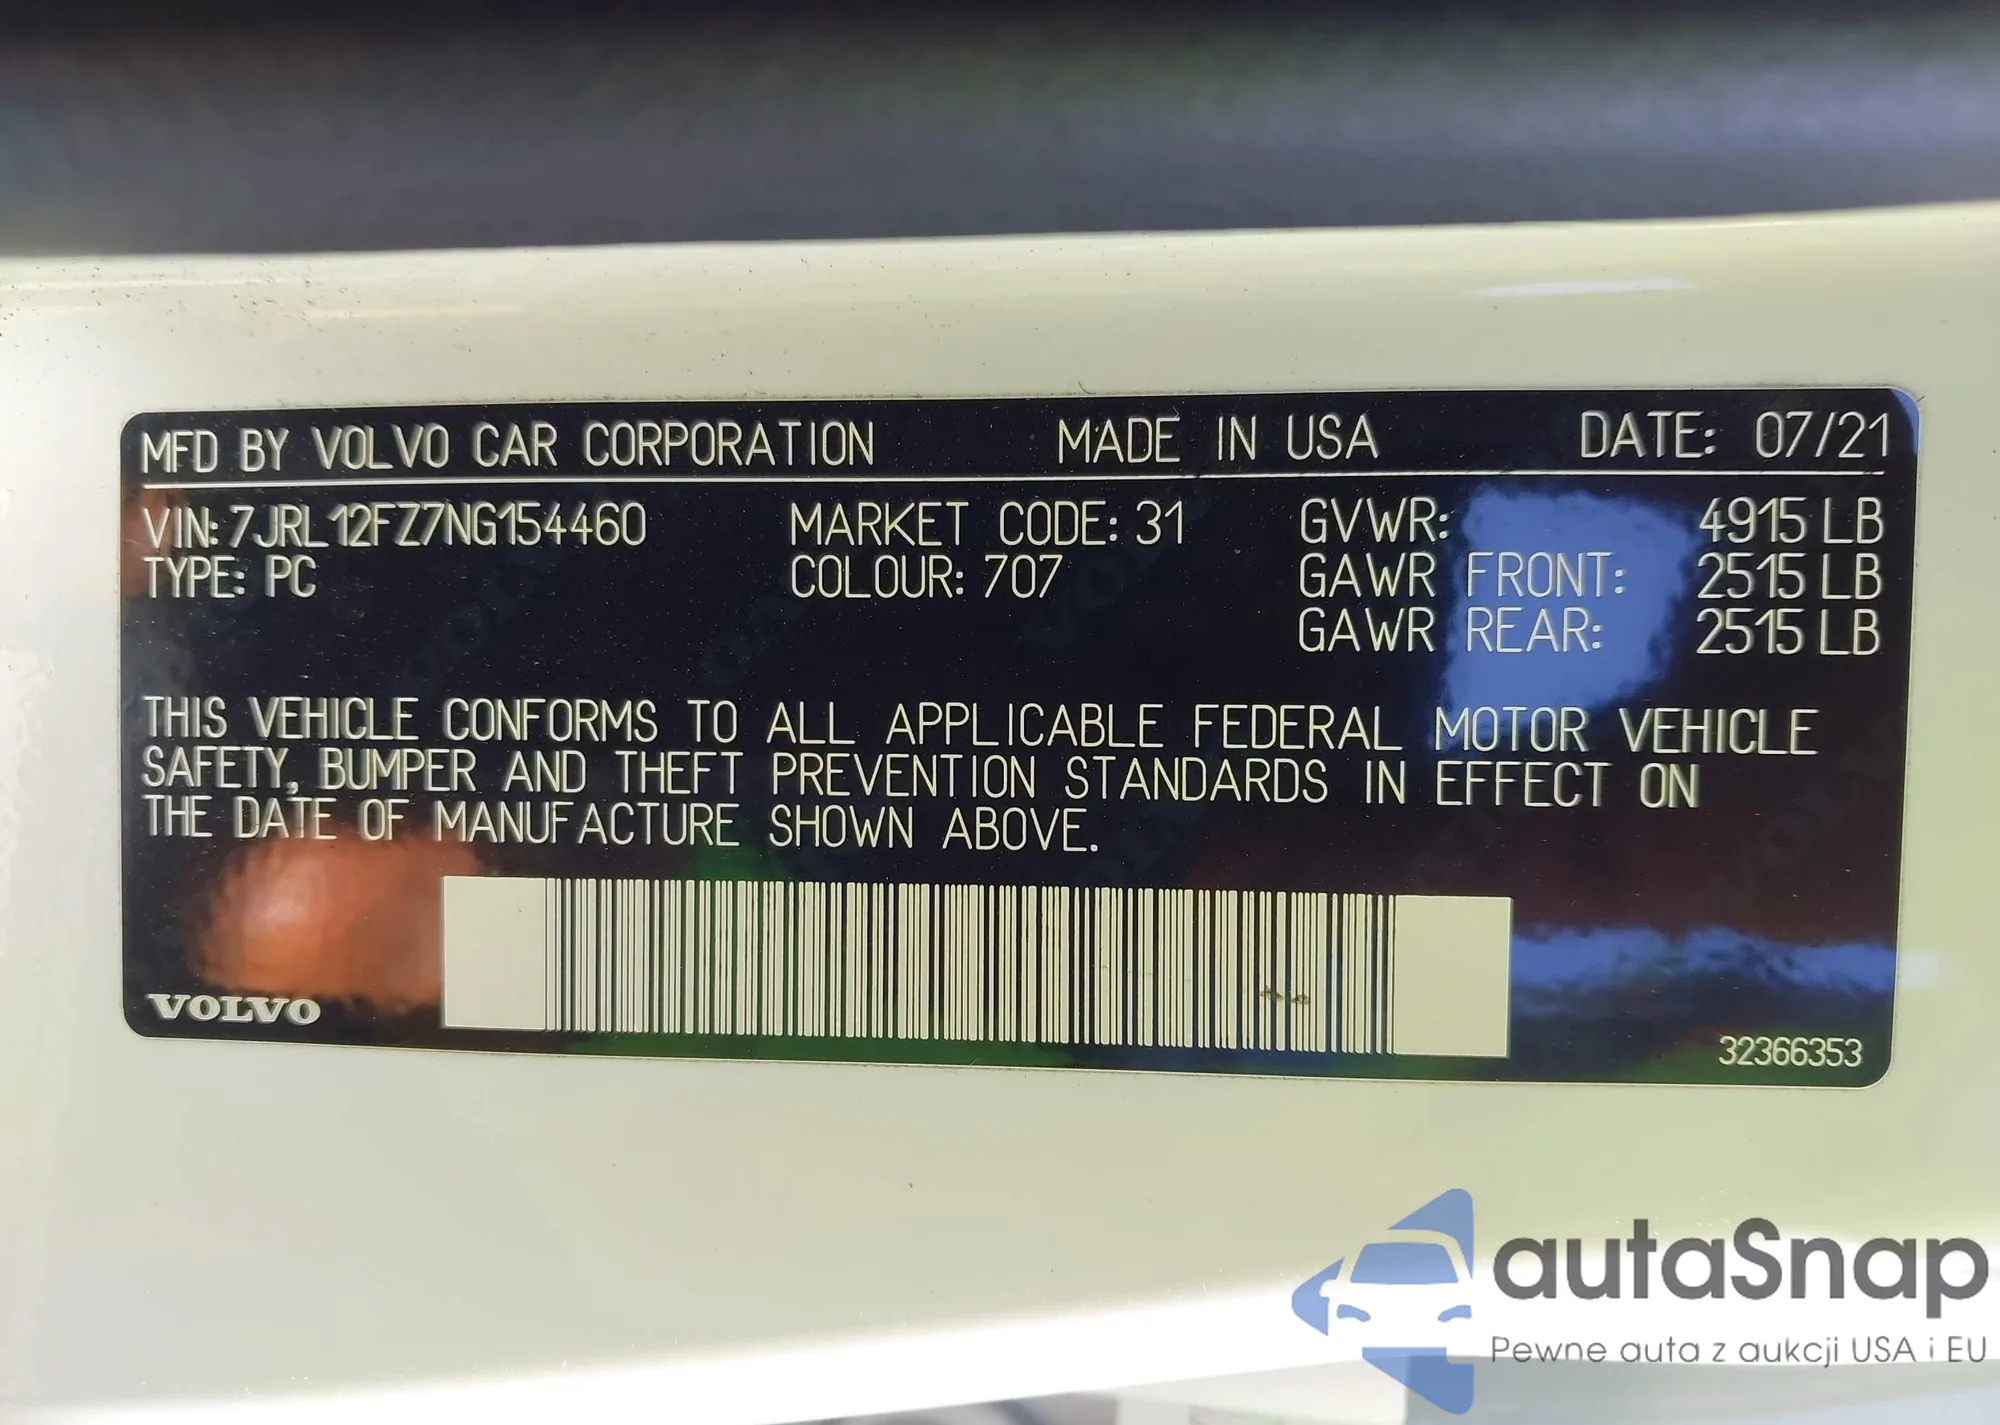 MFD BY VOLVO CAR CORPORATION MADE IN USA DATE: 07/21
VIN: 7JRL12FZ7NG154460 MARKET CODE: 31 GVWR: 4915 LB
TYPE: PC COLOUR: 707 GAWR FRONT: 2515 LB
GAWR REAR: 2515 LB
THIS VEHICLE CONFORMS TO ALL APPLICABLE FEDERAL MOTOR VEHICLE
SAFETY, BUMPER AND THEFT PREVENTION STANDARDS IN EFFECT ON
THE DATE OF MANUFACTURE SHOWN ABOVE.
VOLVO
32366353
autaSnap
Pewne auta z aukcji USA i EU